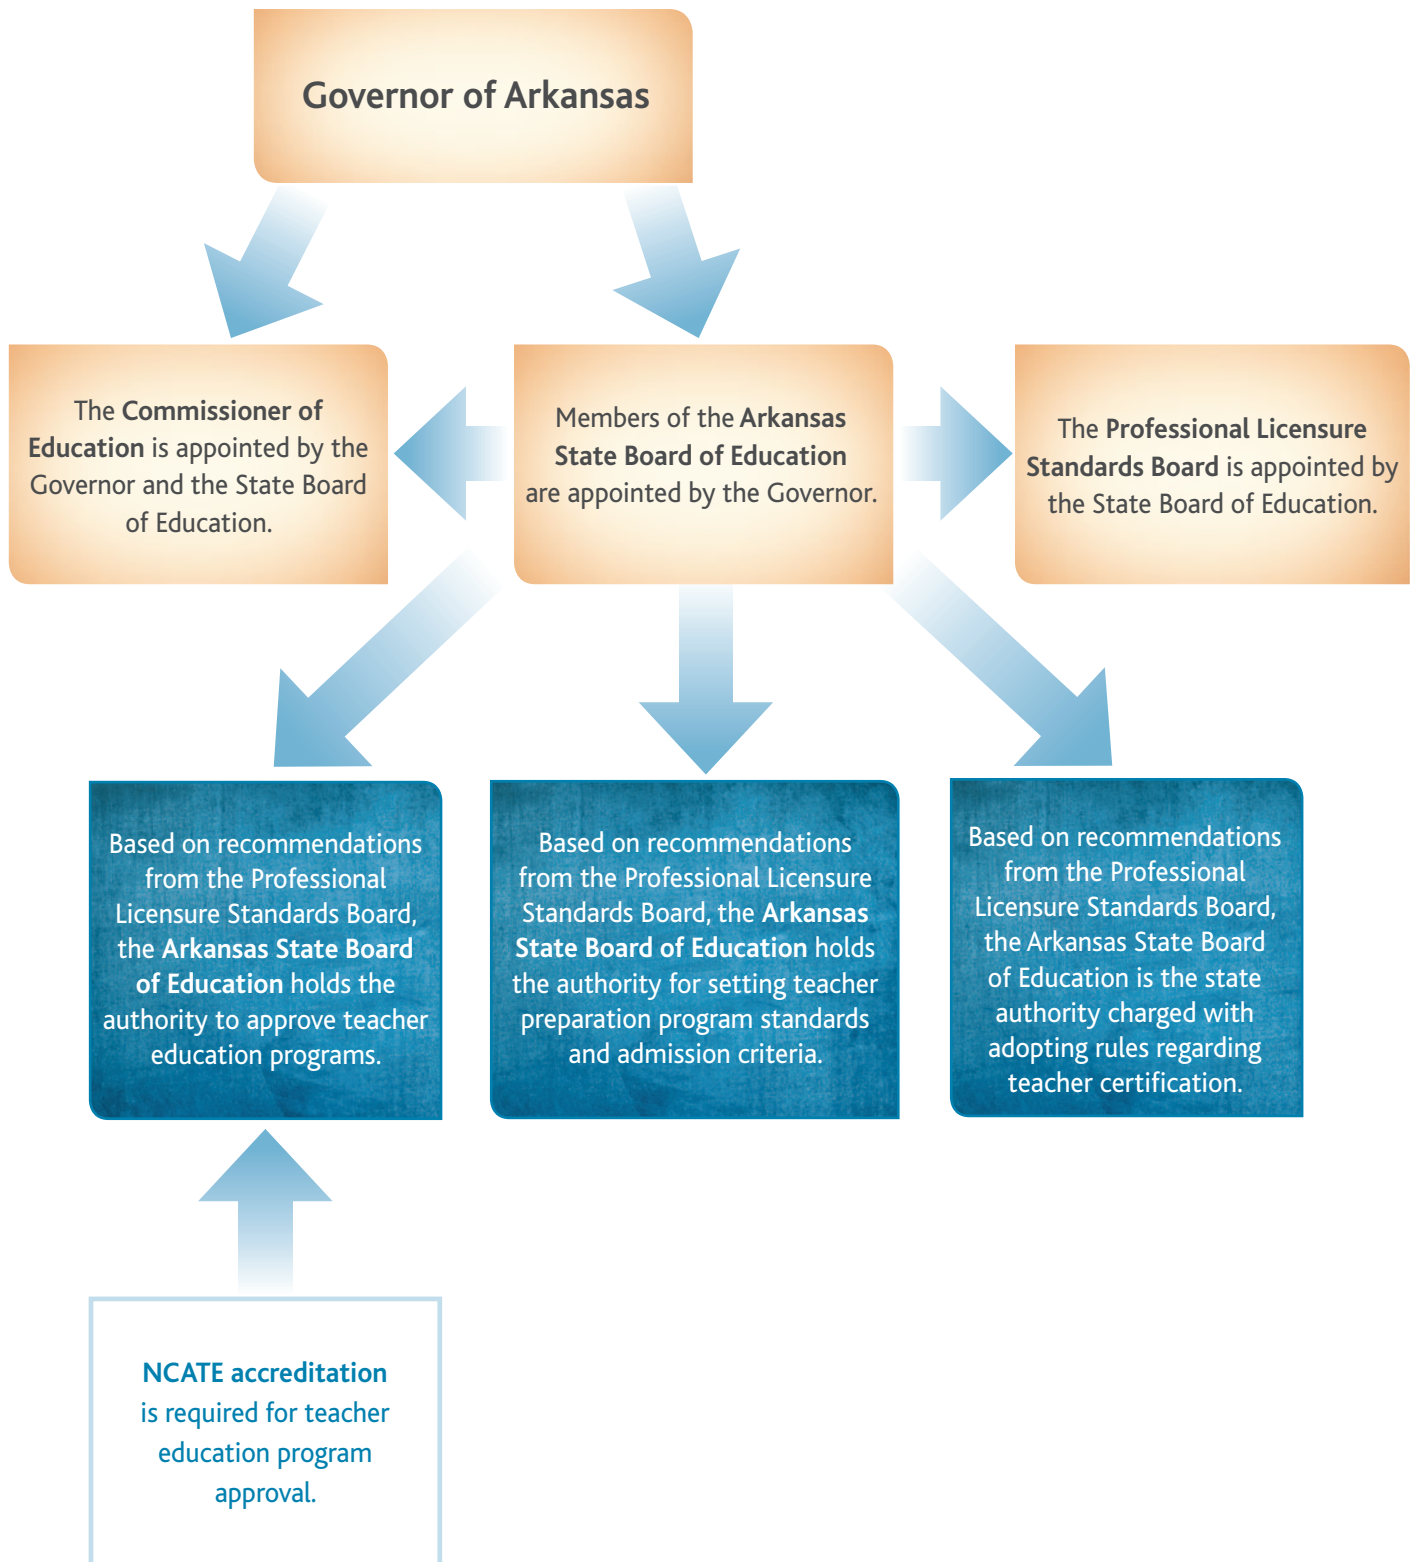 Governor of Arkansas
The Commissioner of
Education is appointed by the
Governor and the State Board
of Education.
Members of the Arkansas
State Board of Education
are appointed by the Governor.
The Professional Licensure
Standards Board is appointed by
the State Board of Education.
Based on recommendations
from the Professional
Licensure Standards Board,
the Arkansas State Board
of Education holds the
authority to approve teacher
education programs.
Based on recommendations
from the Professional Licensure
Standards Board, the Arkansas
State Board of Education holds
the authority for setting teacher
preparation program standards
and admission criteria.
Based on recommendations
from the Professional
Licensure Standards Board,
the Arkansas State Board
of Education is the state
authority charged with
adopting rules regarding
teacher certification.
NCATE accreditation
is required for teacher
education program
approval.